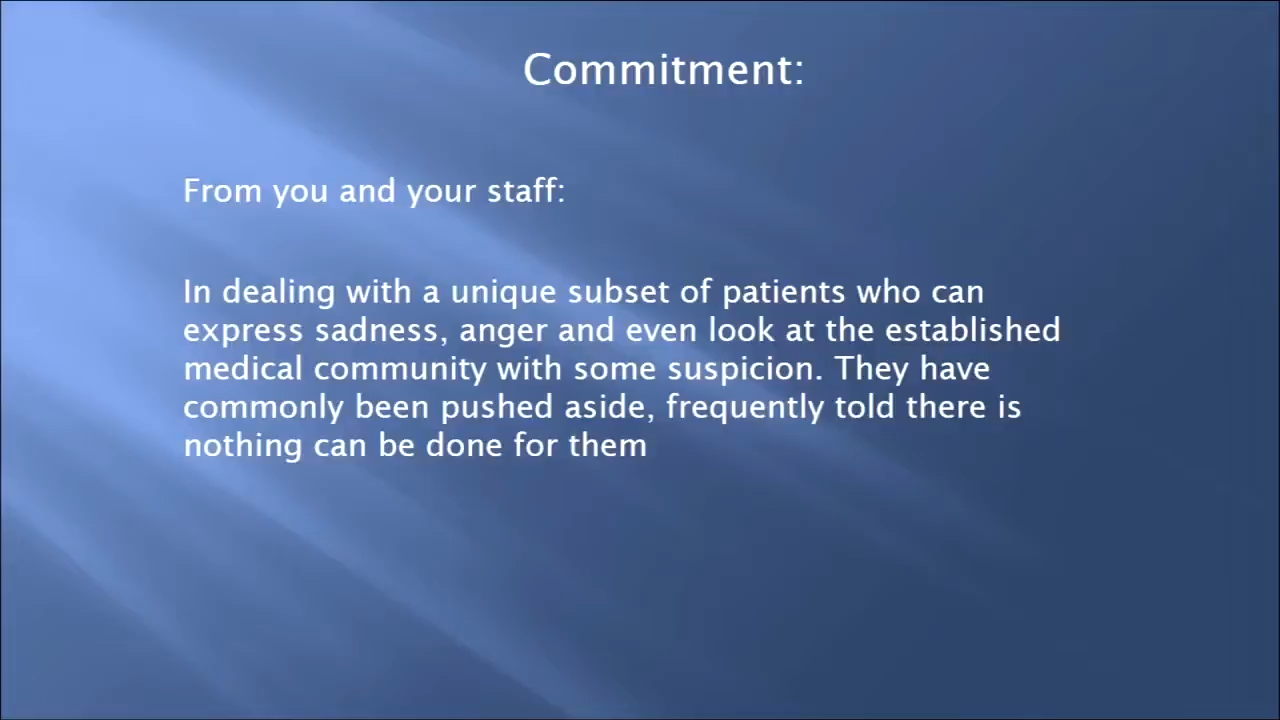 Commitment:
From you and your staff:
In dealing with a unique subset of patients who can
express sadness, anger and even look at the established
medical community with some suspicion. They have
commonly been pushed aside, frequently told there is
nothing can be done for them